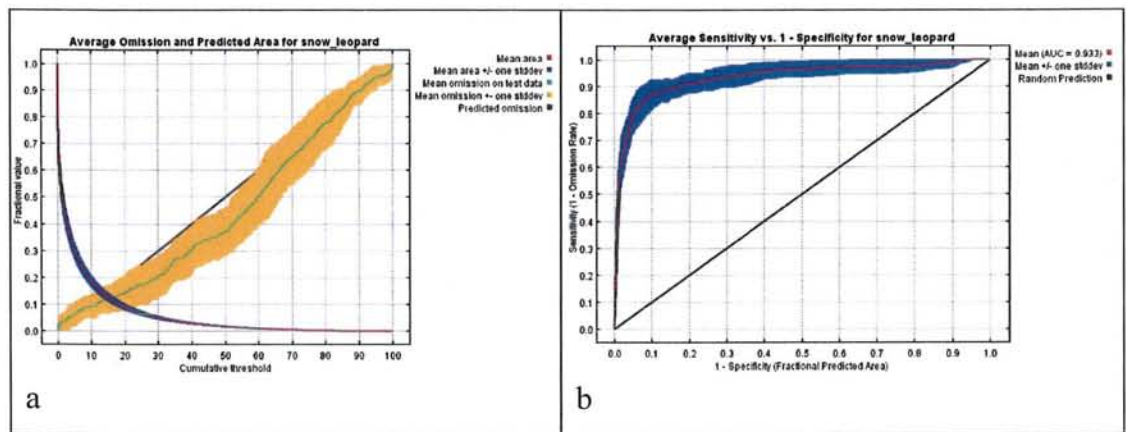 Average Omission and Predicted Area for snow_leopard
Mean area
Mean area +/- one stddev
Mean omission on test data
Mean omission +- one stddev
Predicted omission
Fractional value
1.0
0.9
0.8
0.7
0.6
0.5
0.4
0.3
0.2
0.1
0.0
0 10 20 30 40 50 60 70 80 90 100
Cumulative threshold
a
Average Sensitivity vs. 1 - Specificity for snow_leopard
Mean (AUC = 0.933)
Mean +/- one stddev
Random Prediction
Sensitivity (1 - Omission Rate)
1.0
0.9
0.8
0.7
0.6
0.5
0.4
0.3
0.2
0.1
0.0
0.0 0.1 0.2 0.3 0.4 0.5 0.6 0.7 0.8 0.9 1.0
1 - Specificity (Fractional Predicted Area)
b